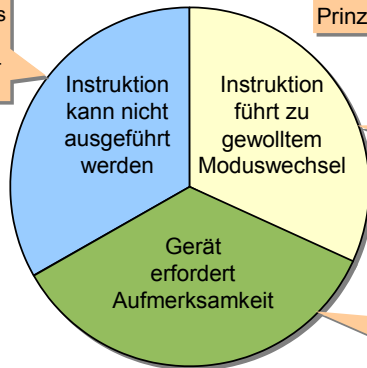 s
Prinz
Instruktion
kann nicht
ausgeführt
werden
Instruktion
führt zu
gewolltem
Moduswechsel
Gerät
erfordert
Aufmerksamkeit